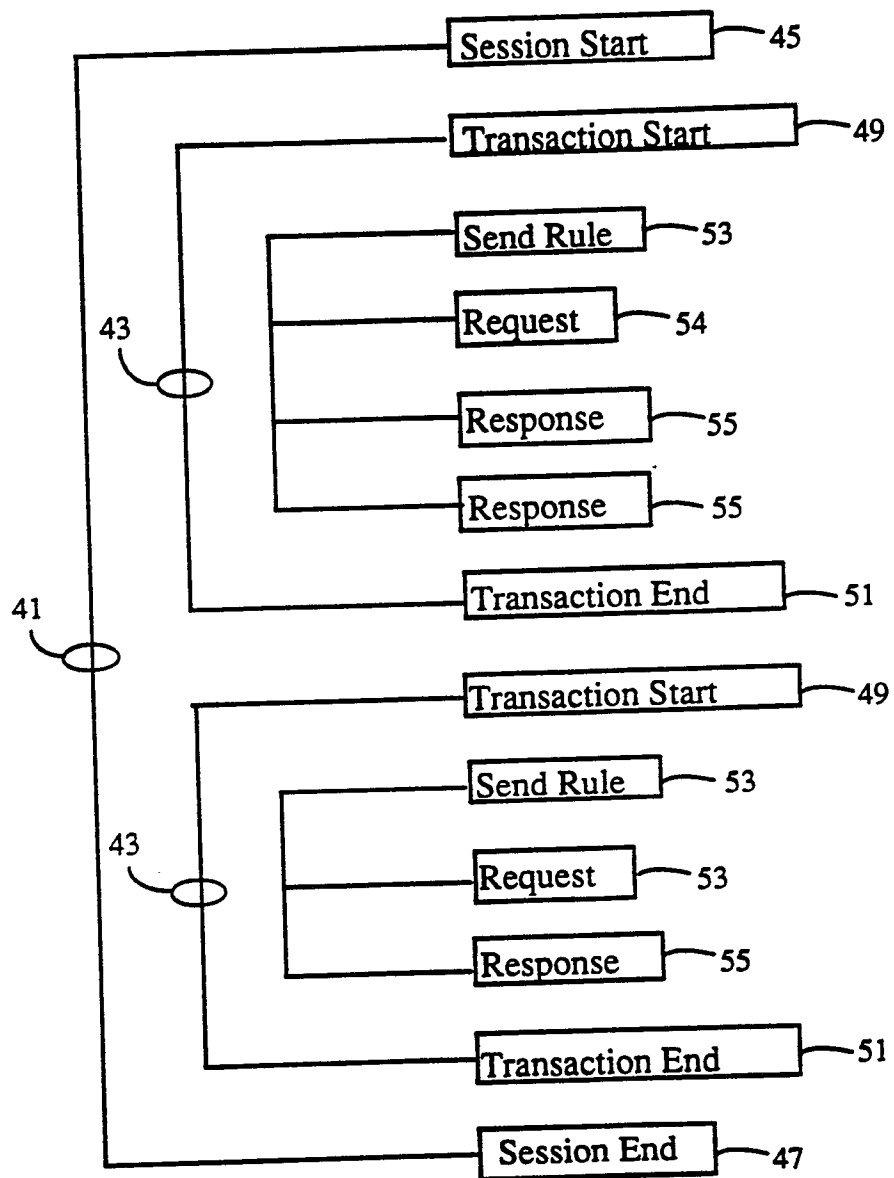 Session Start 45
Transaction Start 49
Send Rule 53
43
Request 54
Response 55
Response 55
41
Transaction End 51
Transaction Start 49
Send Rule 53
43
Request 53
Response 55
Transaction End 51
Session End 47